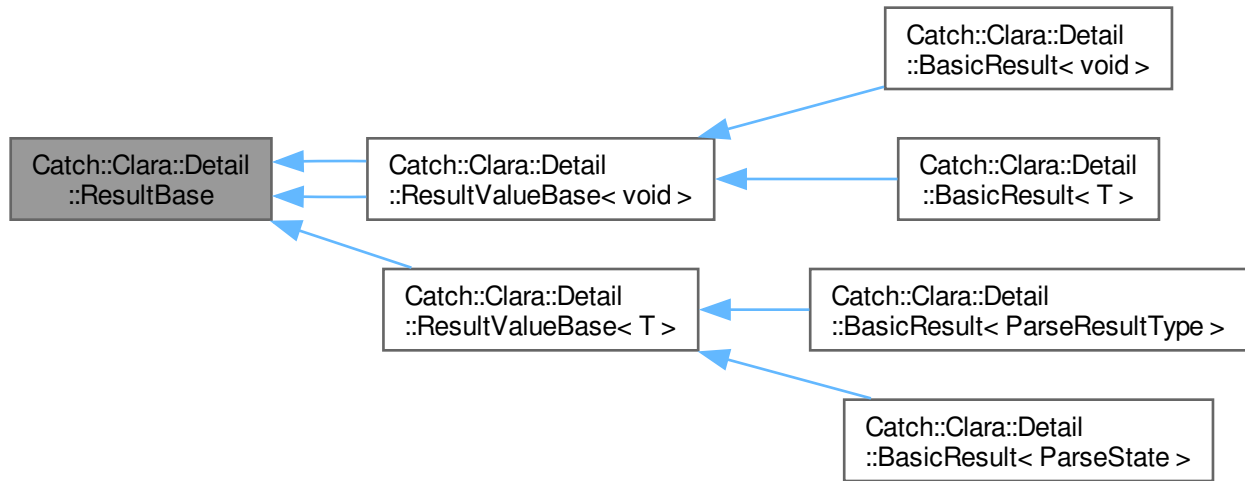 Catch::Clara::Detail
::BasicResult< void >
Catch::Clara::Detail
::ResultBase
Catch::Clara::Detail
::ResultValueBase< void >
Catch::Clara::Detail
::BasicResult< T >
Catch::Clara::Detail
::ResultValueBase< T >
Catch::Clara::Detail
::BasicResult< ParseResultType >
Catch::Clara::Detail
::BasicResult< ParseState >